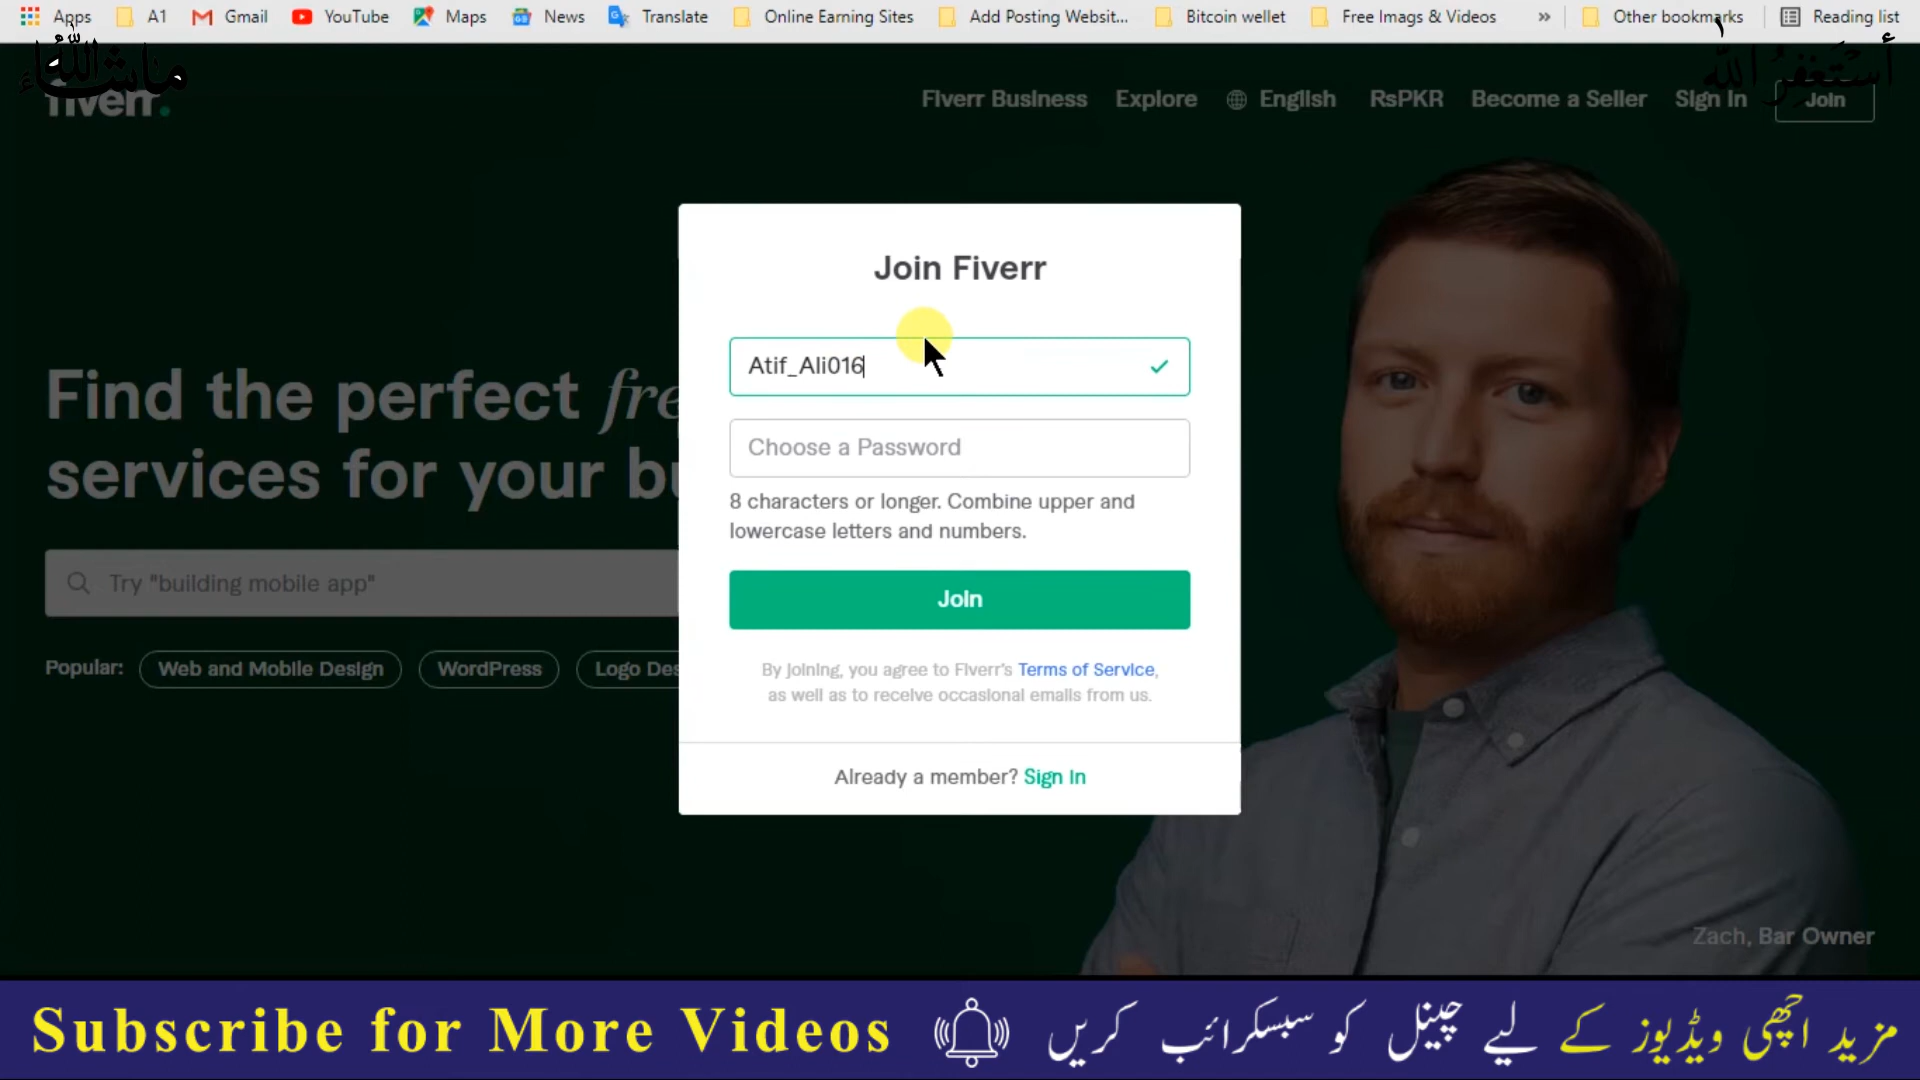 Apps A1 Gmail YouTube Maps News Translate Online Earning Sites Add Posting Websit... Bitcoin wellet Free Imags & Videos » Other bookmarks Reading list
ماشاءاللہ
أَسْتَغْفِرُ اللّٰه
fiverr.
Fiverr Business Explore English RsPKR Become a Seller Sign In Join
Join Fiverr
Atif_Ali016
Choose a Password
8 characters or longer. Combine upper and
lowercase letters and numbers.
Join
By joining, you agree to Fiverr's Terms of Service,
as well as to receive occasional emails from us.
Already a member? Sign In
Find the perfect fre
services for your bu
Try "building mobile app"
Popular: Web and Mobile Design WordPress Logo Des
Zach, Bar Owner
Subscribe for More Videos
مزید اچھی ویڈیوز کے لیے چینل کو سبسکرائب کریں